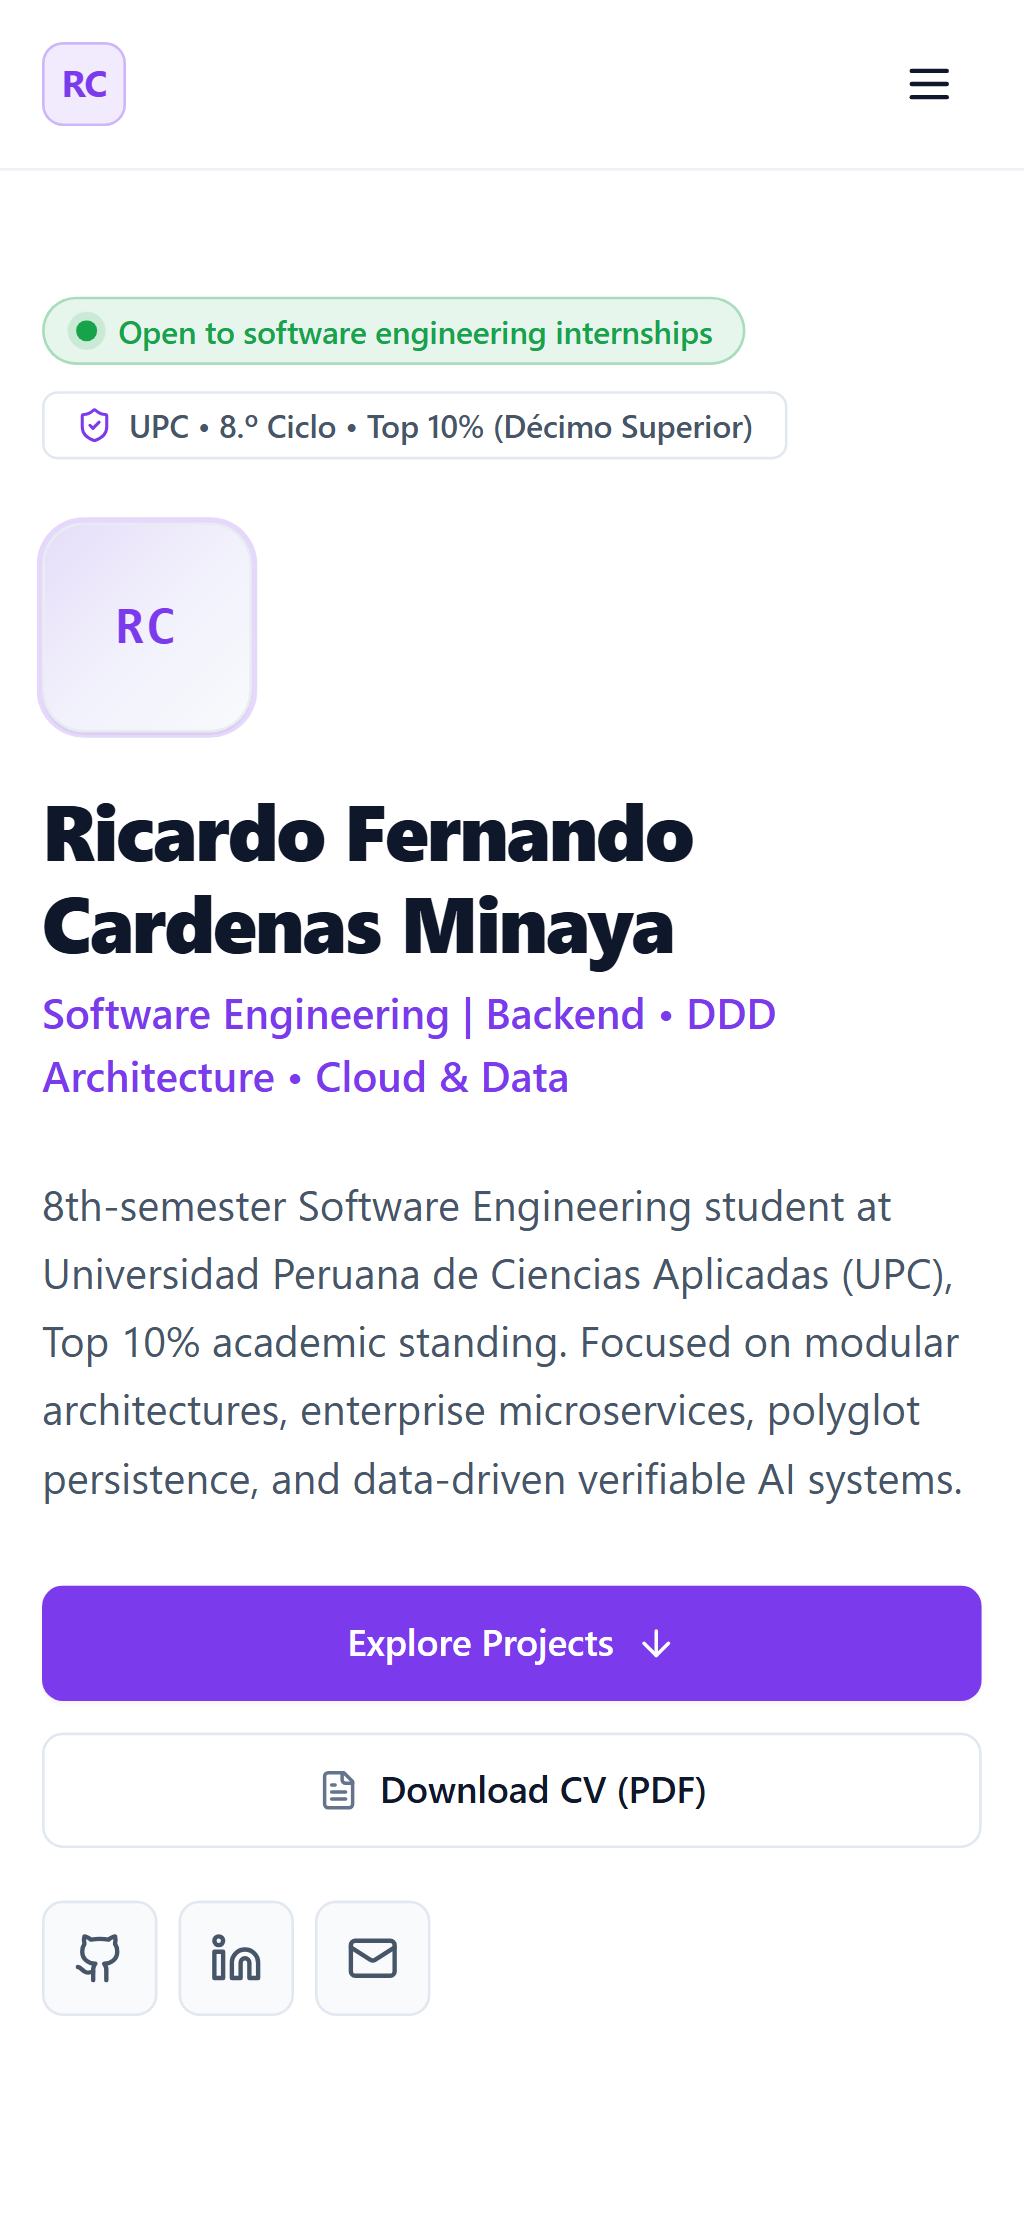 RC
Open to software engineering internships
UPC • 8.º Ciclo • Top 10% (Décimo Superior)
RC
Ricardo Fernando
Cardenas Minaya
Software Engineering | Backend • DDD
Architecture • Cloud & Data
8th-semester Software Engineering student at
Universidad Peruana de Ciencias Aplicadas (UPC),
Top 10% academic standing. Focused on modular
architectures, enterprise microservices, polyglot
persistence, and data-driven verifiable AI systems.
Explore Projects ↓
Download CV (PDF)
in